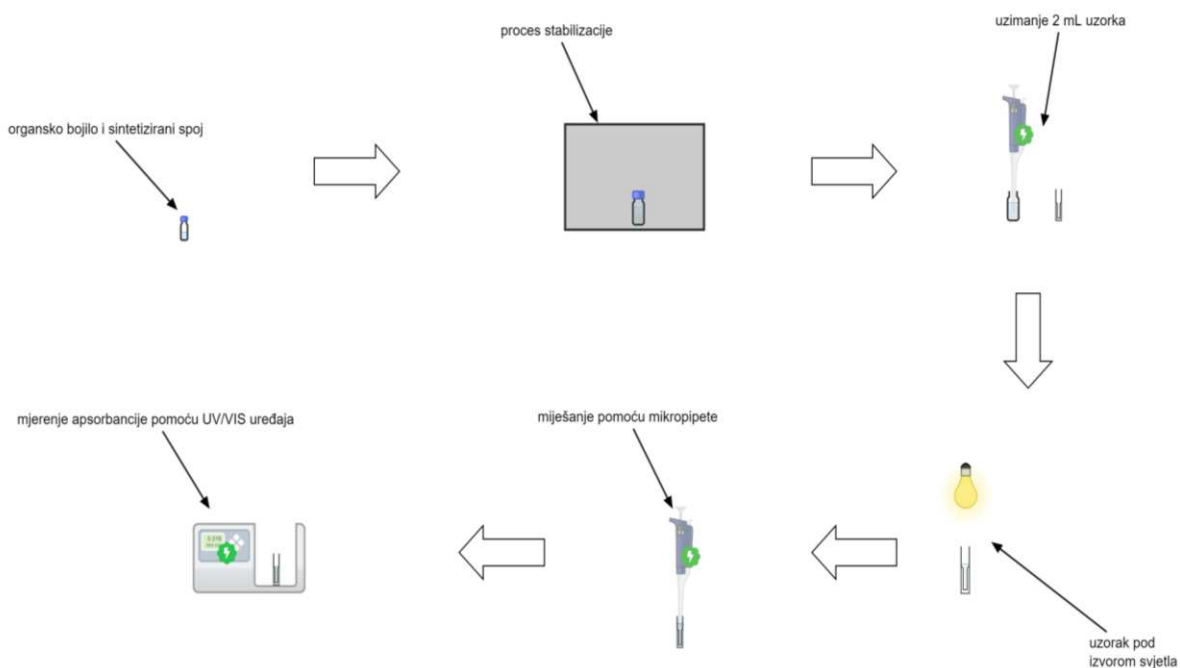 proces stabilizacije
uzimanje 2 mL uzorka
organsko bojilo i sintetizirani spoj
mjerenje apsorbancije pomoću UV/VIS uređaja
miješanje pomoću mikropipete
uzorak pod
izvorom svjetla